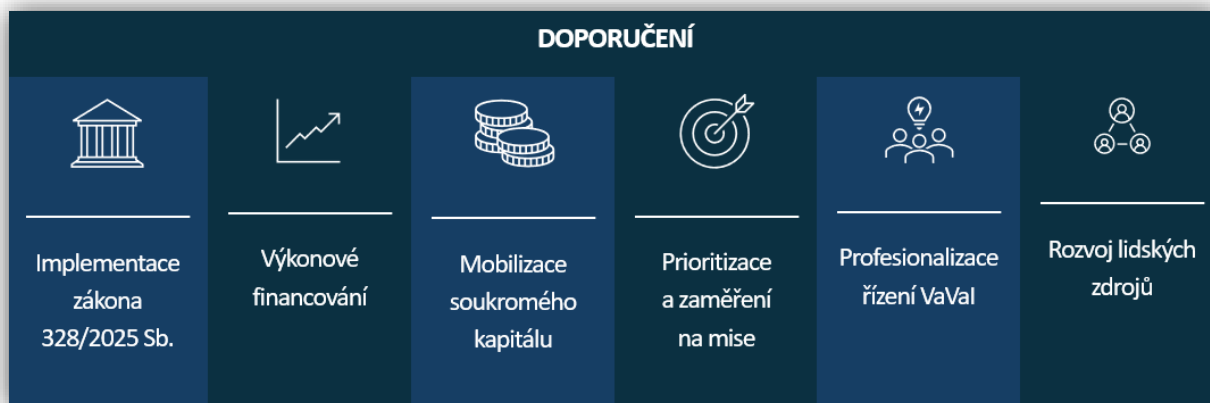 DOPORUČENÍ
Implementace
zákona
328/2025 Sb.
Výkonové
financování
Mobilizace
soukromého
kapitálu
Prioritizace
a zaměření
na mise
Profesionalizace
řízení VaVaI
Rozvoj lidských
zdrojů